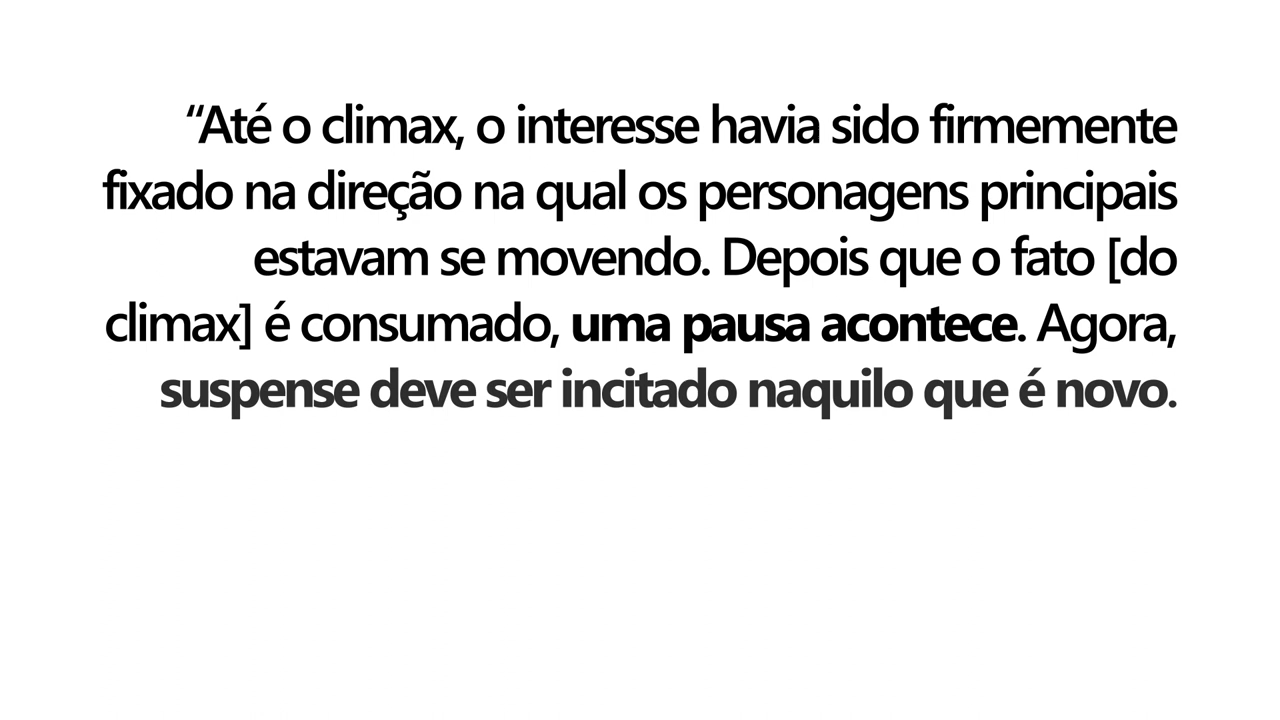 “Até o climax, o interesse havia sido firmemente
fixado na direção na qual os personagens principais
estavam se movendo. Depois que o fato [do
climax] é consumado, uma pausa acontece. Agora,
suspense deve ser incitado naquilo que é novo.